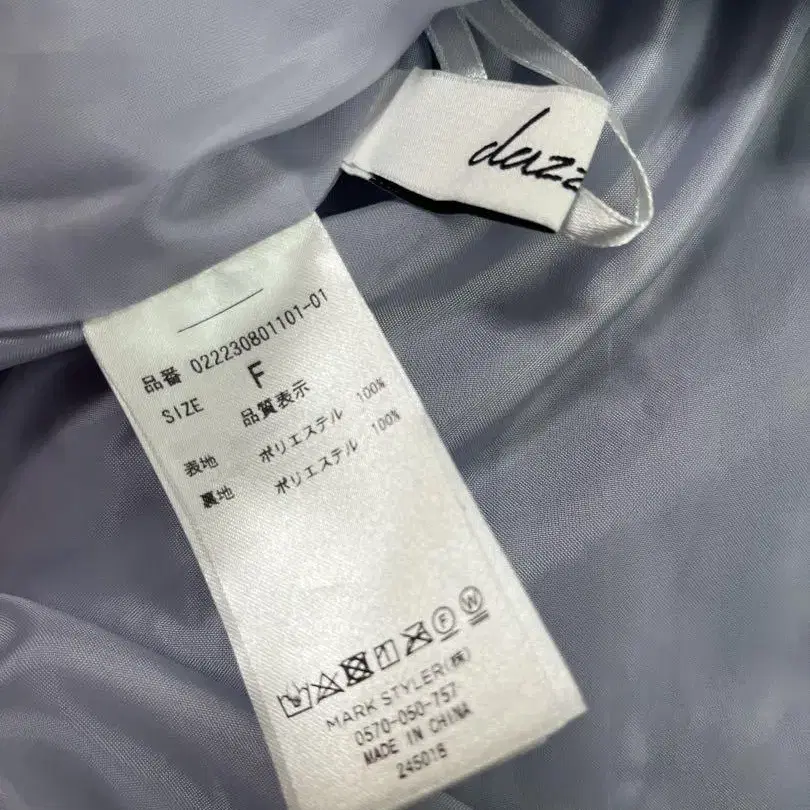 dazz
品番 022230801101-01
SIZE F
品質表示
表地 ポリエステル 100%
裏地 ポリエステル 100%
F W
MARK STYLER(株)
0570-050-757
MADE IN CHINA
245018